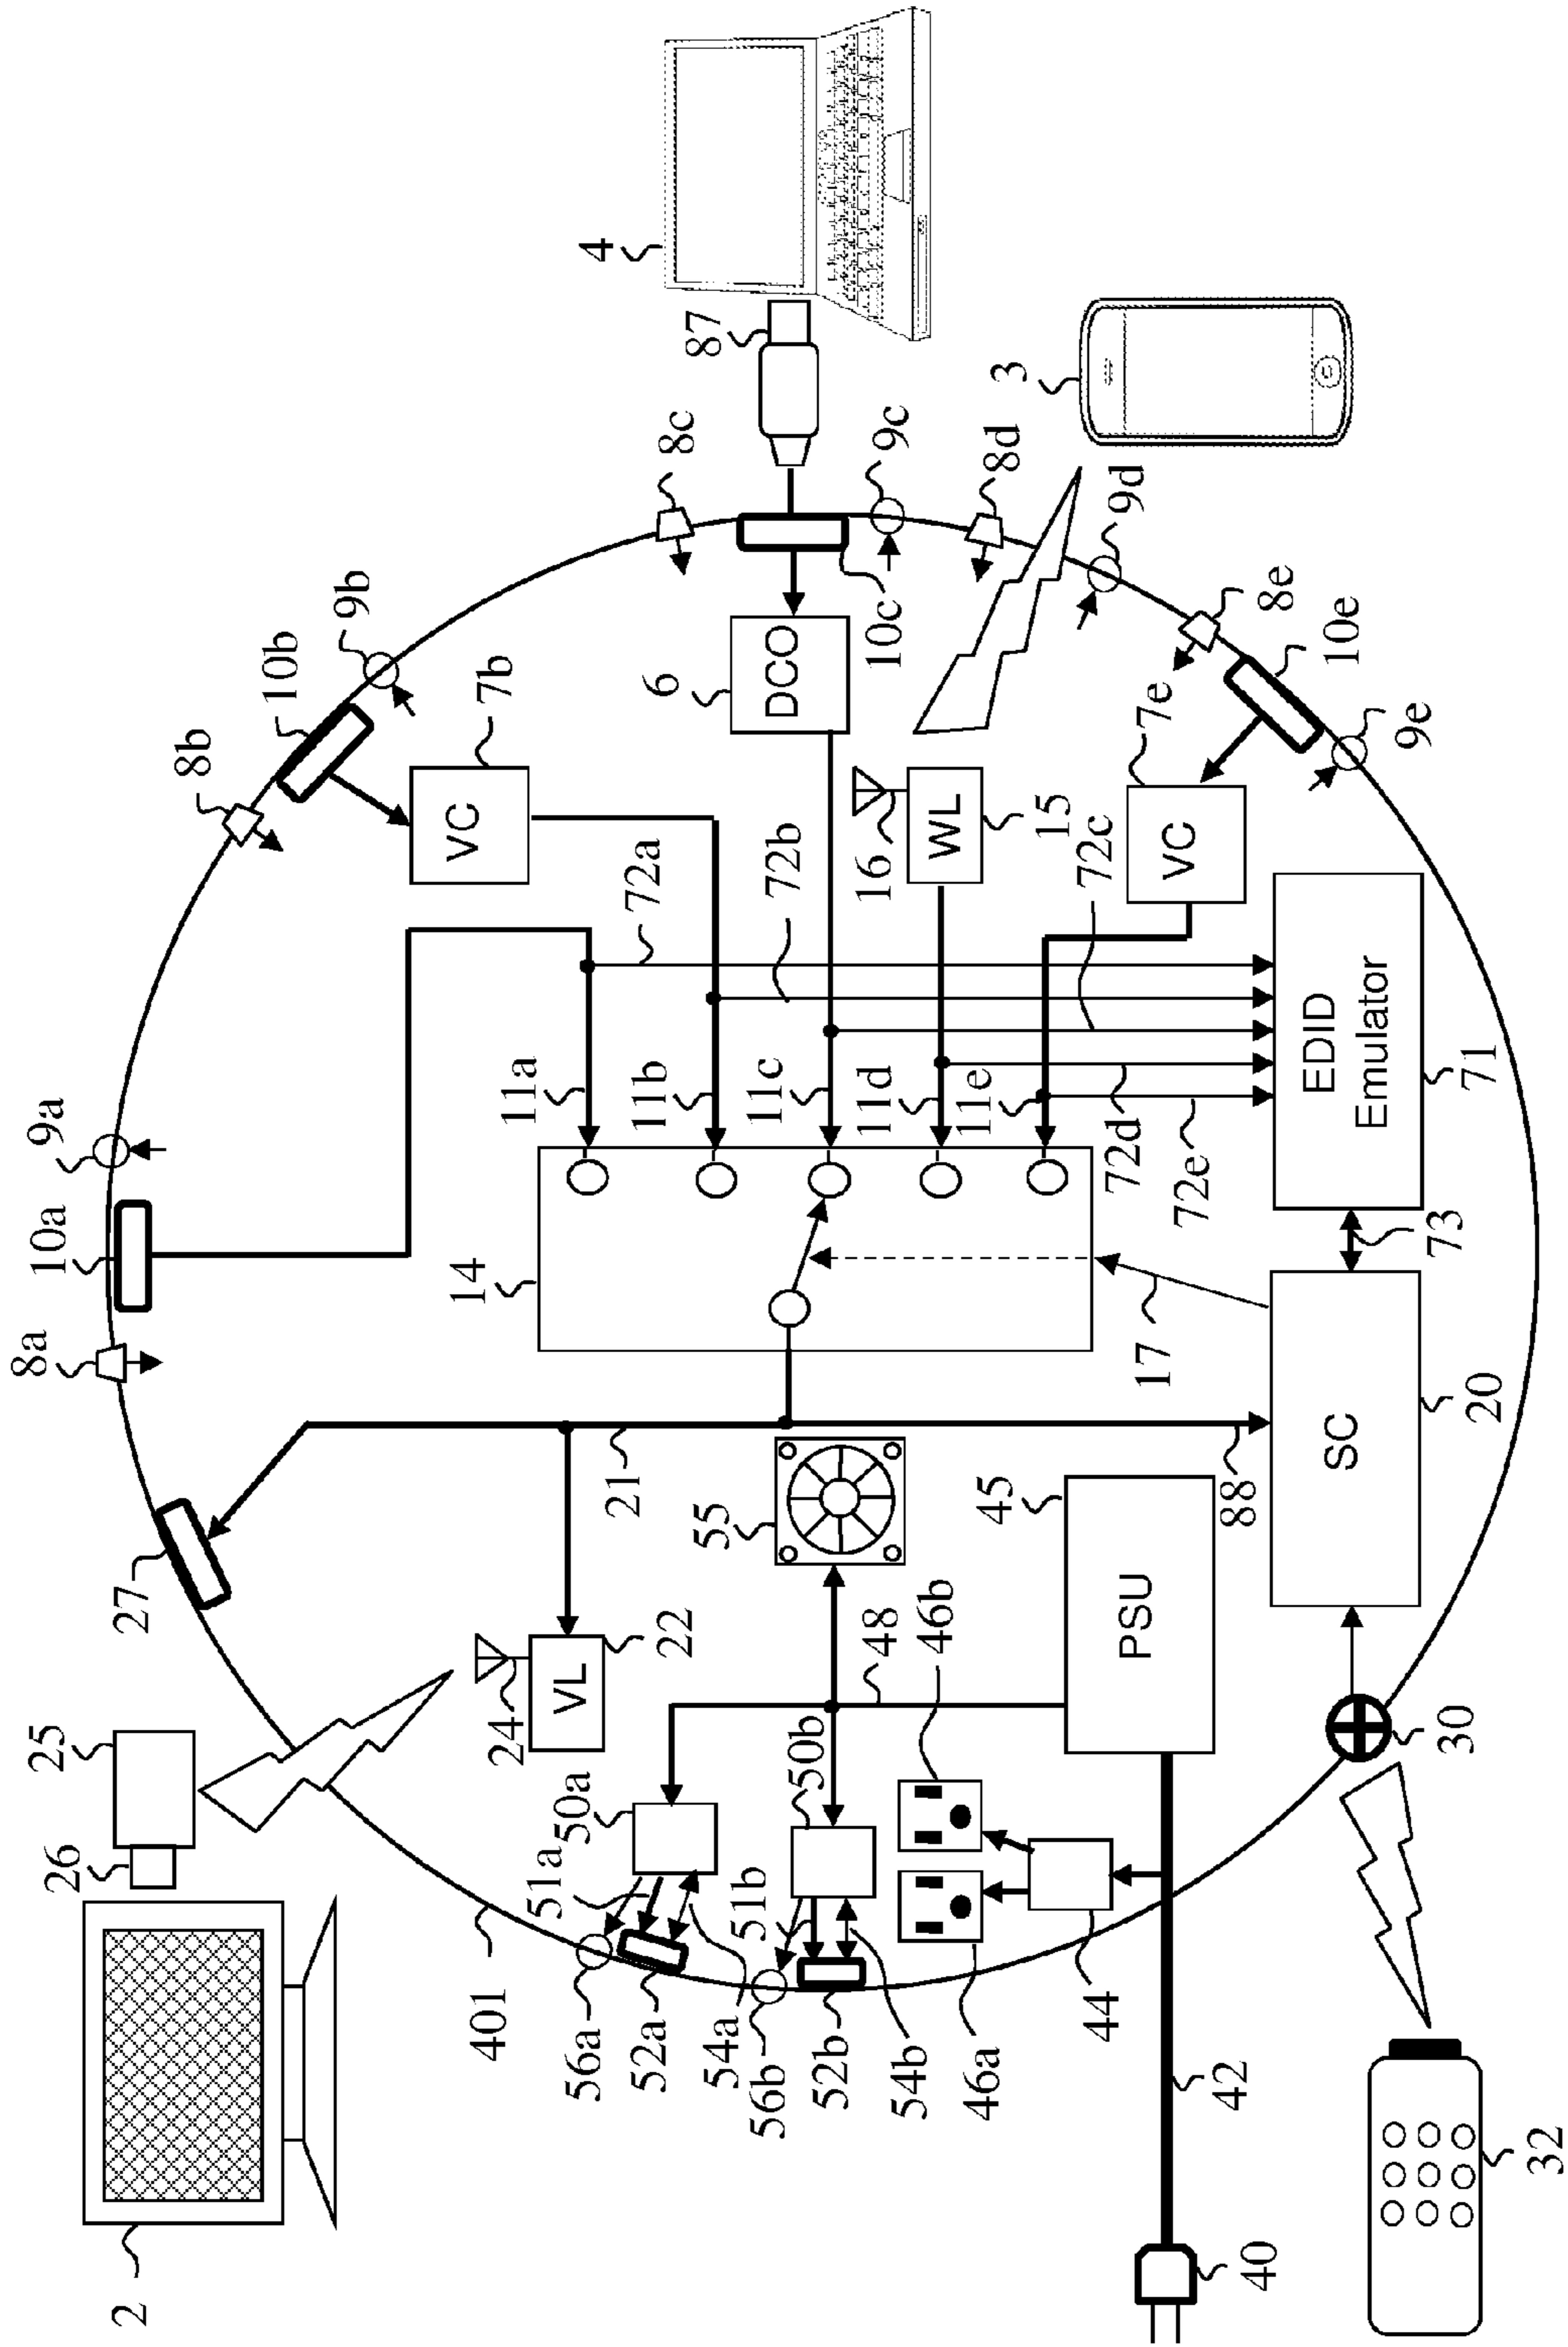 2
26
25
27
8a
10a
9a
8b
10b
9b
7b
VC
8c
87
4
9c
8d
3
9d
8e
10e
9e
10c
6
DCO
16
WL
15
7e
VC
72a
72b
72c
72d
72e
11a
11b
11c
11d
11e
14
17
EDID
Emulator
71
73
SC
20
88
21
55
24
VL
22
45
PSU
48
46b
50a
50b
51a
51b
401
56a
52a
54a
56b
52b
54b
46a
44
42
40
30
32